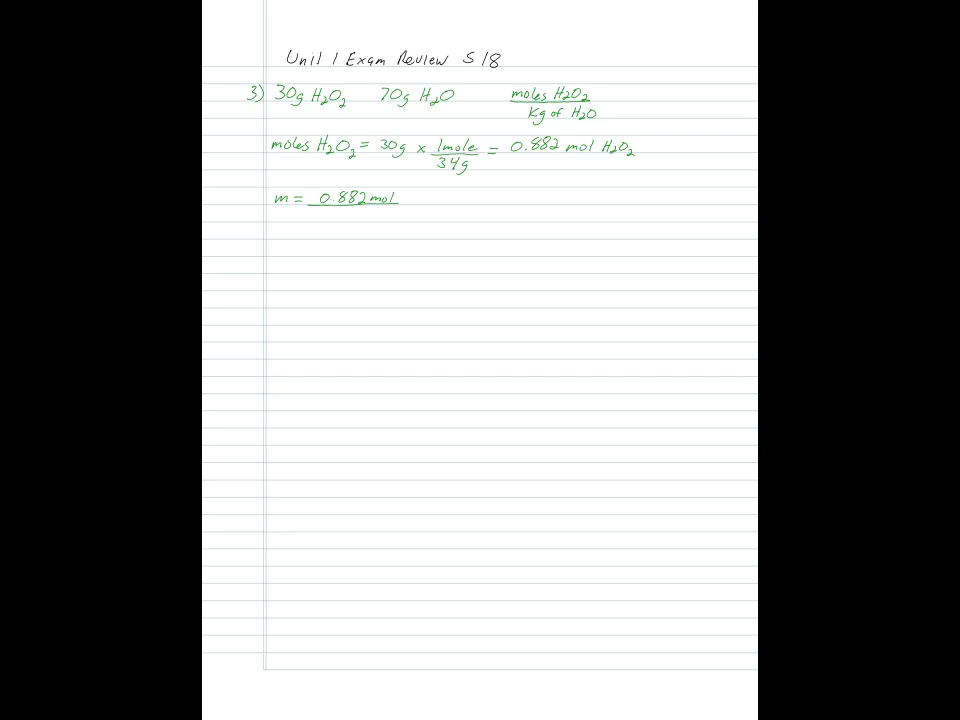 Unit 1 Exam Review S18
3) 30g H₂O₂ 70g H₂O moles H₂O₂
Kg of H₂O
moles H₂O₂ = 30g × 1mole = 0.882 mol H₂O₂
34g
m = 0.882 mol